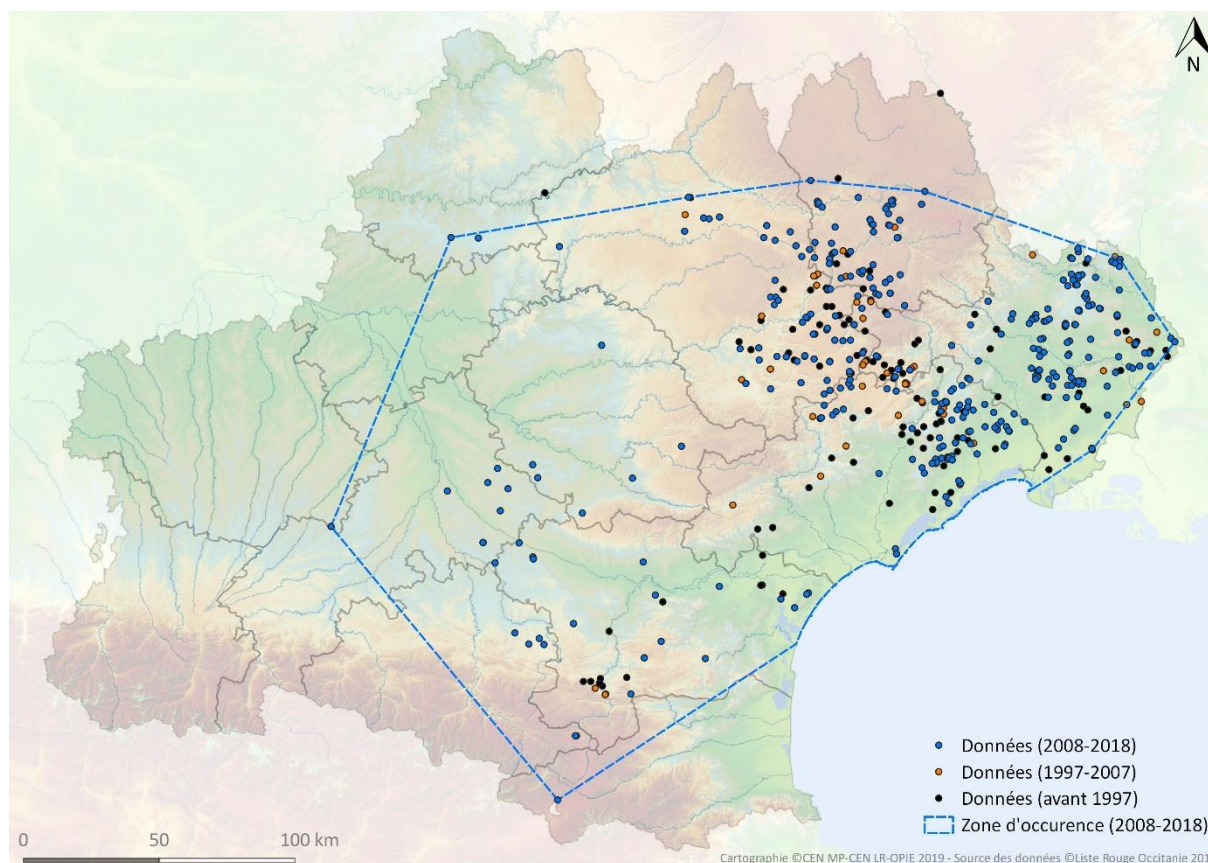 N
Données (2008-2018)
Données (1997-2007)
Données (avant 1997)
Zone d'occurence (2008-2018)
0 50 100 km
Cartographie ©CEN MP-CEN LR-OPIE 2019 - Source des données ©Liste Rouge Occitanie 201